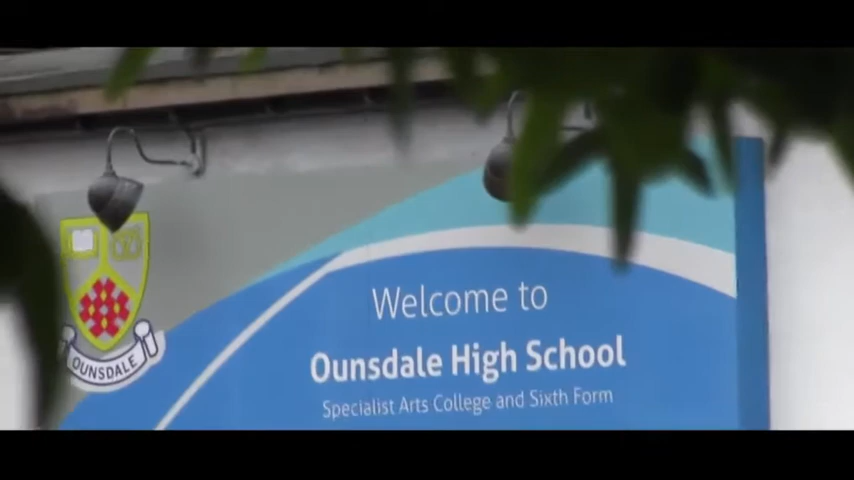 Welcome to
Ounsdale High School
Specialist Arts College and Sixth Form
OUNSDALE